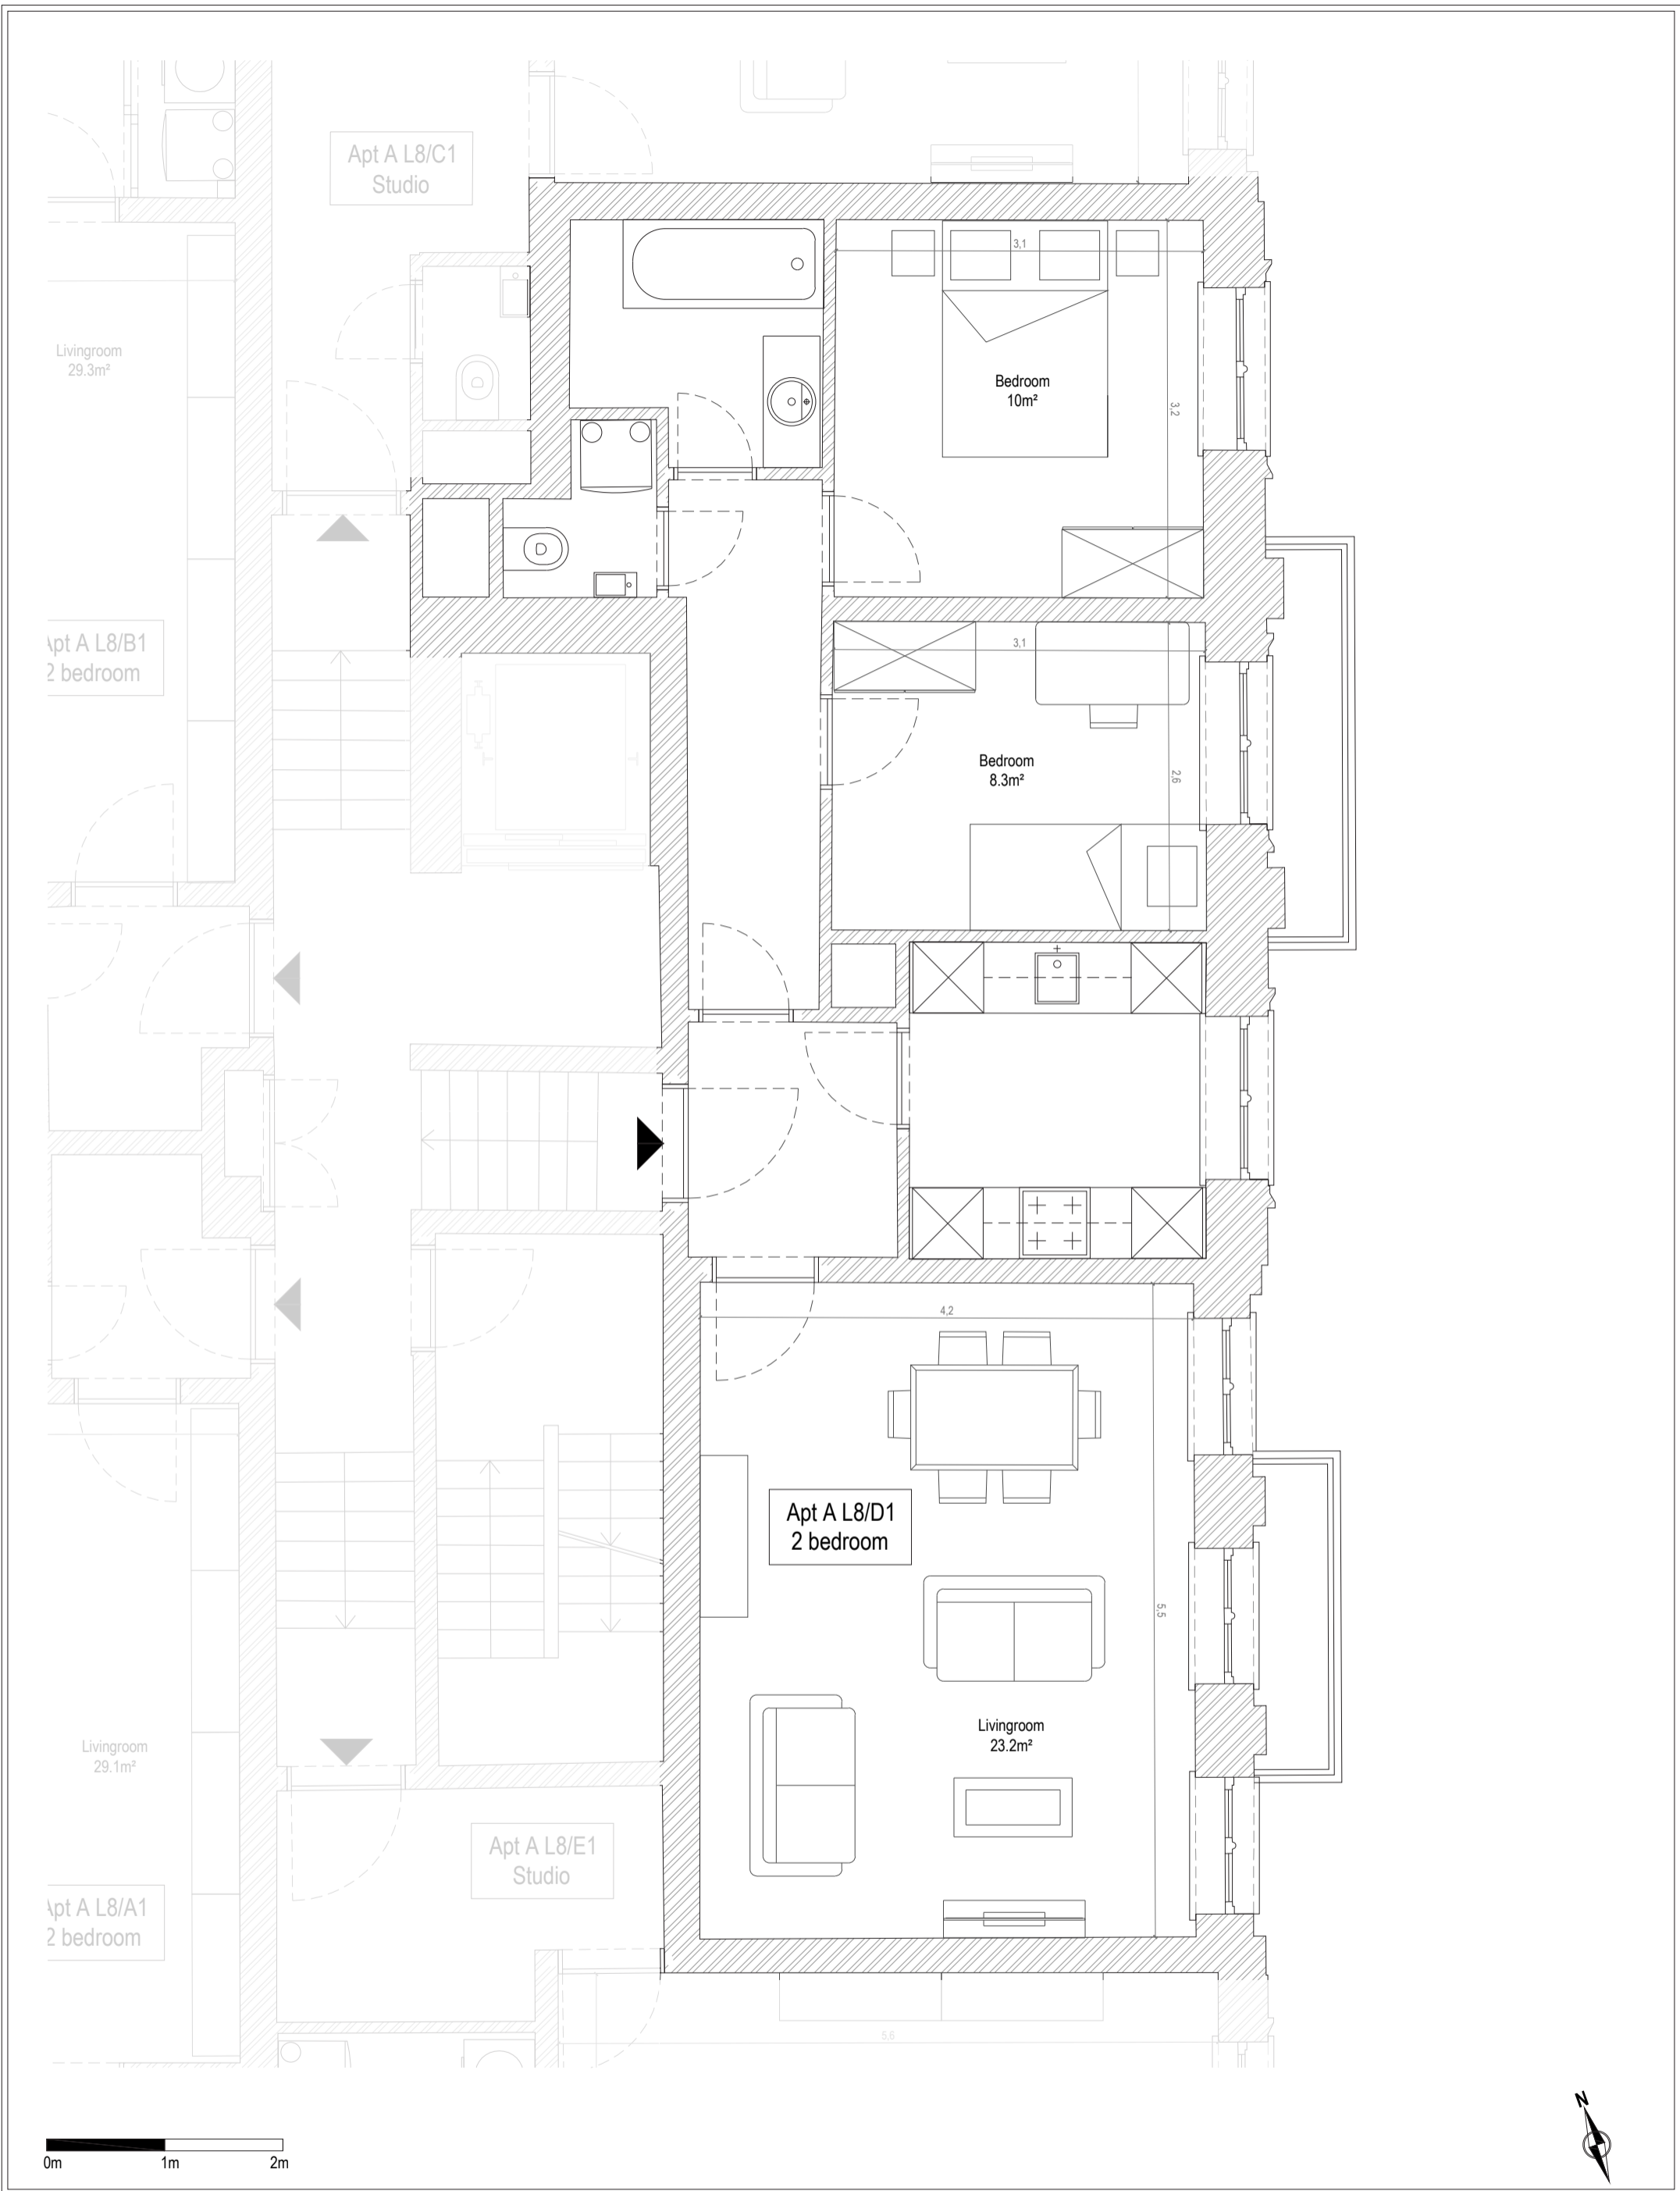 Apt A L8/C1
Studio
3,1
Livingroom
29.3m²
Bedroom
10m²
3,2
Apt A L8/B1
2 bedroom
3,1
Bedroom
8.3m²
2,6
4,2
Apt A L8/D1
2 bedroom
5,5
Livingroom
23.2m²
Livingroom
29.1m²
Apt A L8/E1
Studio
Apt A L8/A1
2 bedroom
5.6
N
0m 1m 2m